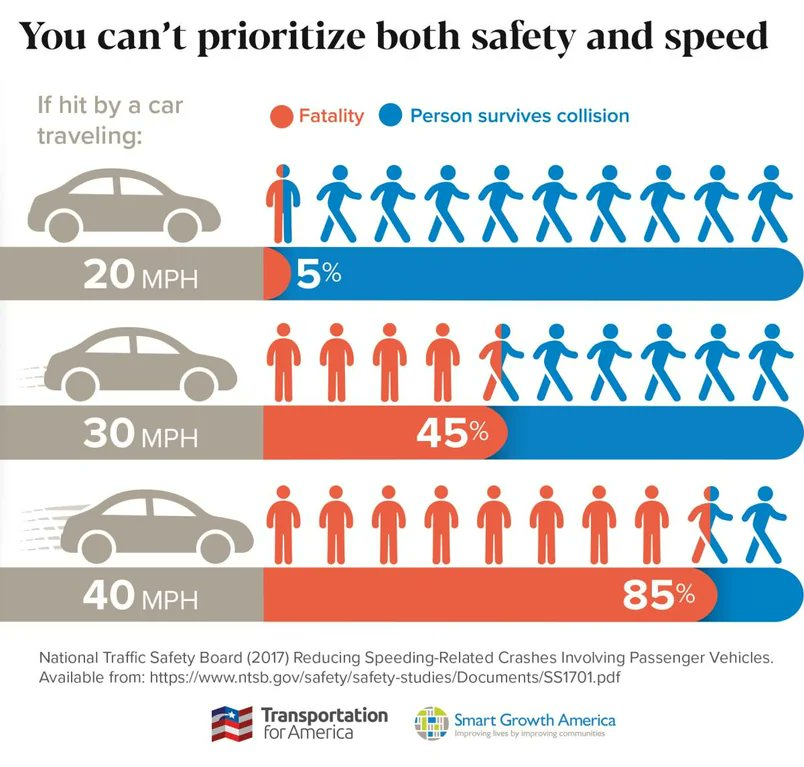 You can't prioritize both safety and speed
If hit by a car
traveling:
Fatality
Person survives collision
20 MPH
5%
30 MPH
45%
40 MPH
85%
National Traffic Safety Board (2017) Reducing Speeding-Related Crashes Involving Passenger Vehicles.
Available from: https://www.ntsb.gov/safety/safety-studies/Documents/SS1701.pdf
Transportation
for America
Smart Growth America
Improving lives by improving communities